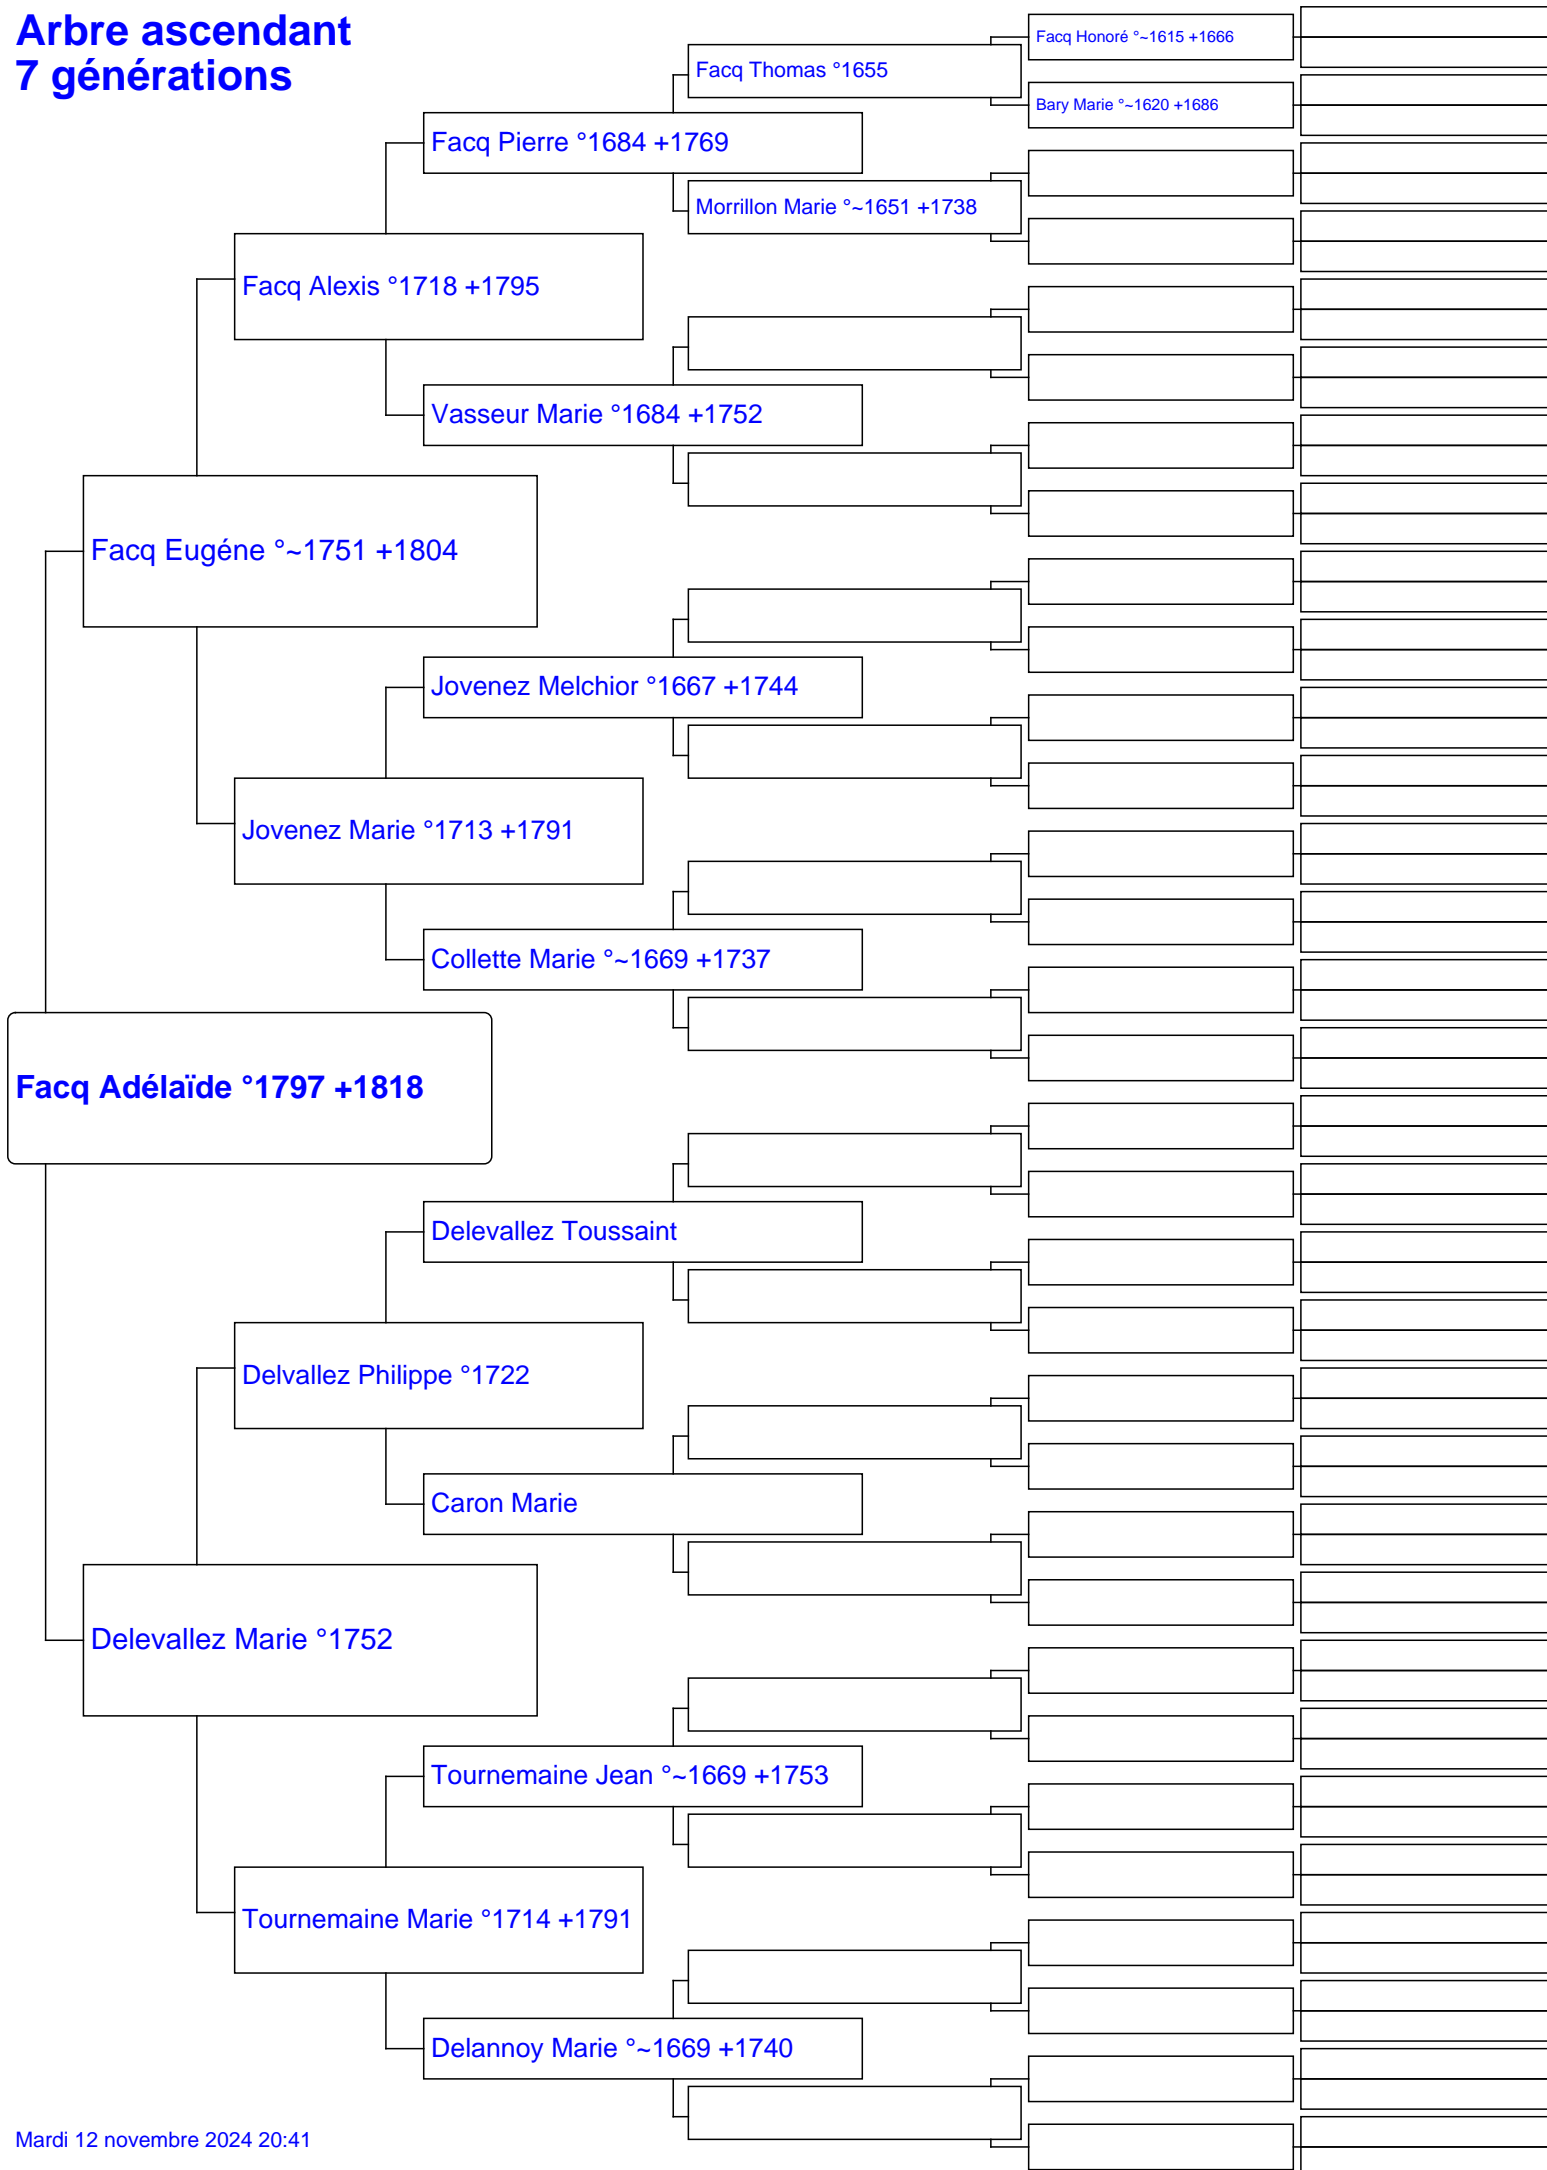 Arbre ascendant
7 générations
Facq Honoré °~1615 +1666
Facq Thomas °1655
Bary Marie °~1620 +1686
Facq Pierre °1684 +1769
Morrillon Marie °~1651 +1738
Facq Alexis °1718 +1795
Vasseur Marie °1684 +1752
Facq Eugéne °~1751 +1804
Jovenez Melchior °1667 +1744
Jovenez Marie °1713 +1791
Collette Marie °~1669 +1737
Facq Adélaïde °1797 +1818
Delevallez Toussaint
Delvallez Philippe °1722
Caron Marie
Delevallez Marie °1752
Tournemaine Jean °~1669 +1753
Tournemaine Marie °1714 +1791
Delannoy Marie °~1669 +1740
Mardi 12 novembre 2024 20:41